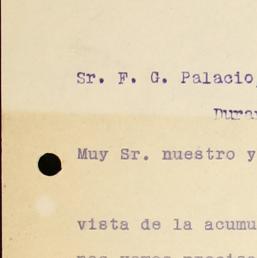 Sr. F. G. Palacio,
Muy Sr. nuestro y
vista de la acumu